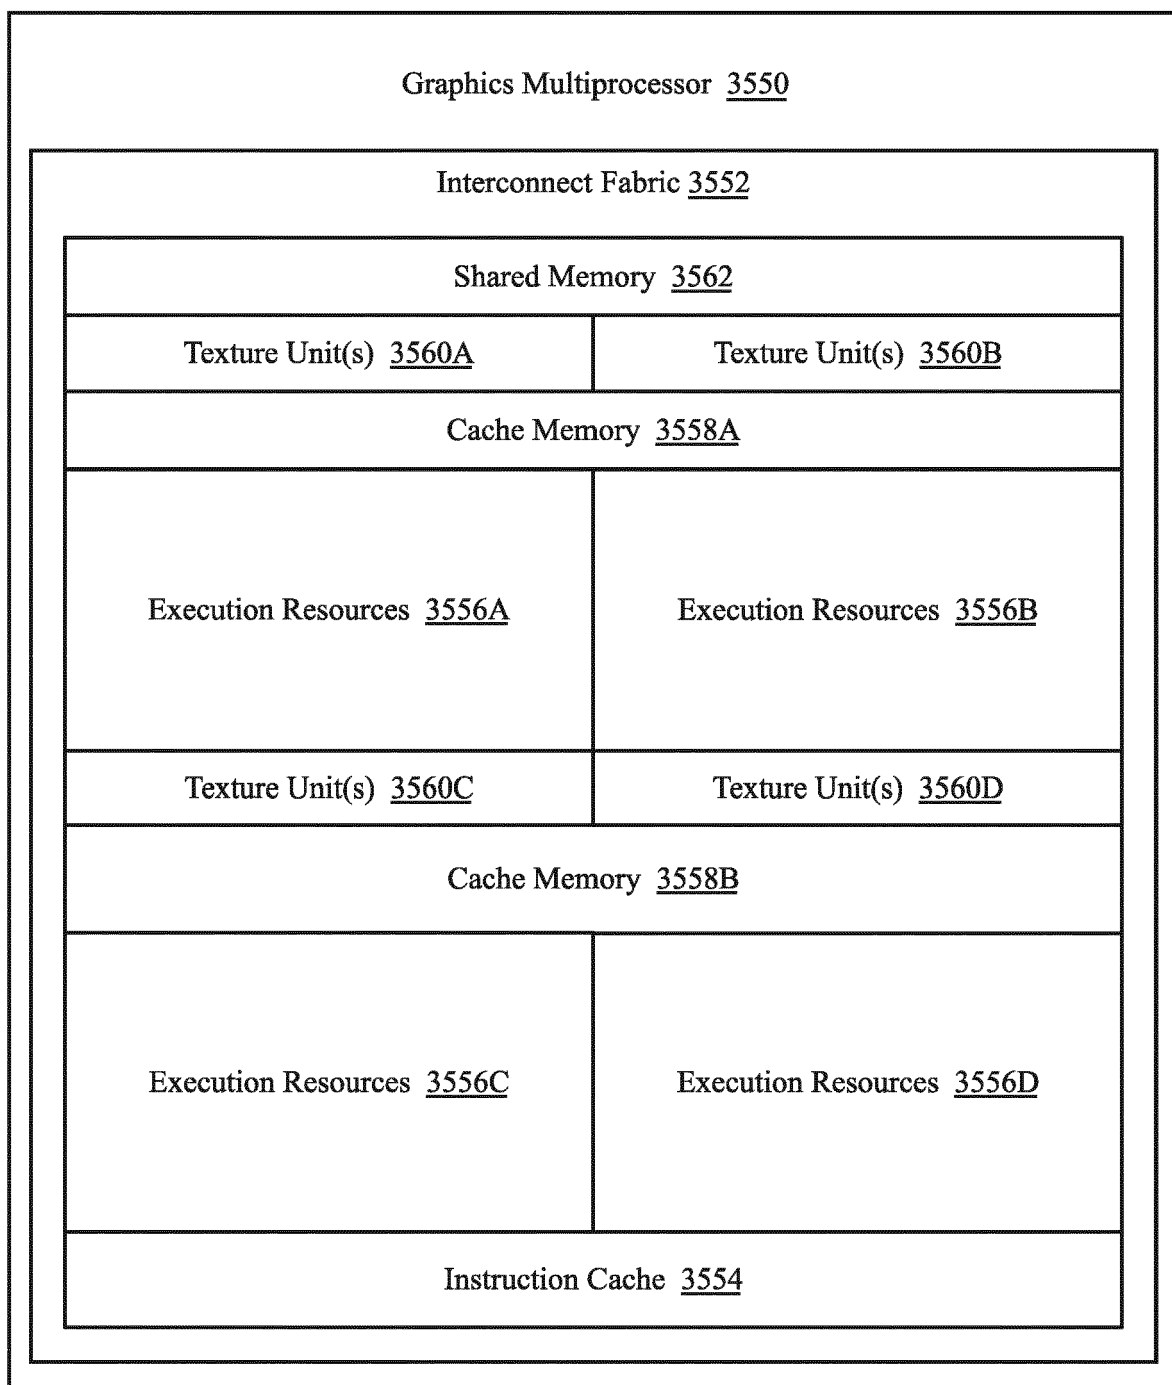 Graphics Multiprocessor 3550
Interconnect Fabric 3552
Shared Memory 3562
Texture Unit(s) 3560A
Texture Unit(s) 3560B
Cache Memory 3558A
Execution Resources 3556A
Execution Resources 3556B
Texture Unit(s) 3560C
Texture Unit(s) 3560D
Cache Memory 3558B
Execution Resources 3556C
Execution Resources 3556D
Instruction Cache 3554